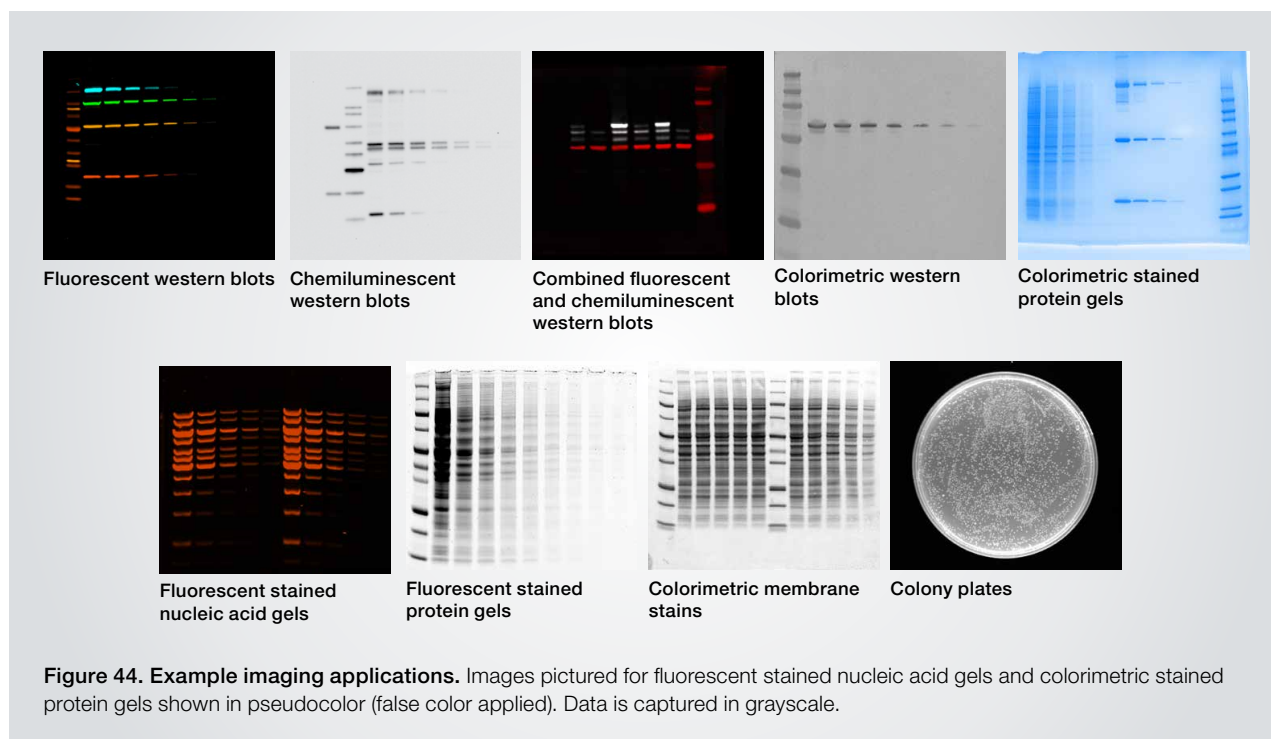 Fluorescent western blots
Chemiluminescent
western blots
Combined fluorescent
and chemiluminescent
western blots
Colorimetric western
blots
Colorimetric stained
protein gels
Fluorescent stained
nucleic acid gels
Fluorescent stained
protein gels
Colorimetric membrane
stains
Colony plates
Figure 44. Example imaging applications. Images pictured for fluorescent stained nucleic acid gels and colorimetric stained
protein gels shown in pseudocolor (false color applied). Data is captured in grayscale.